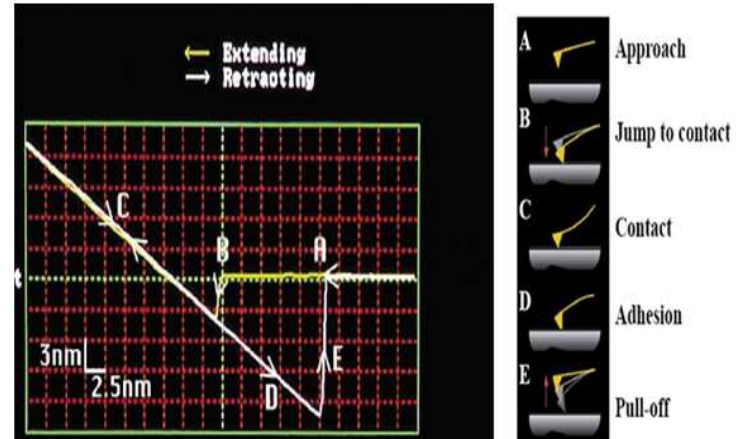 Extending
Retracting
C
B
A
t
3nm
2.5nm
D
E
A
Approach
B
Jump to contact
C
Contact
D
Adhesion
E
Pull-off